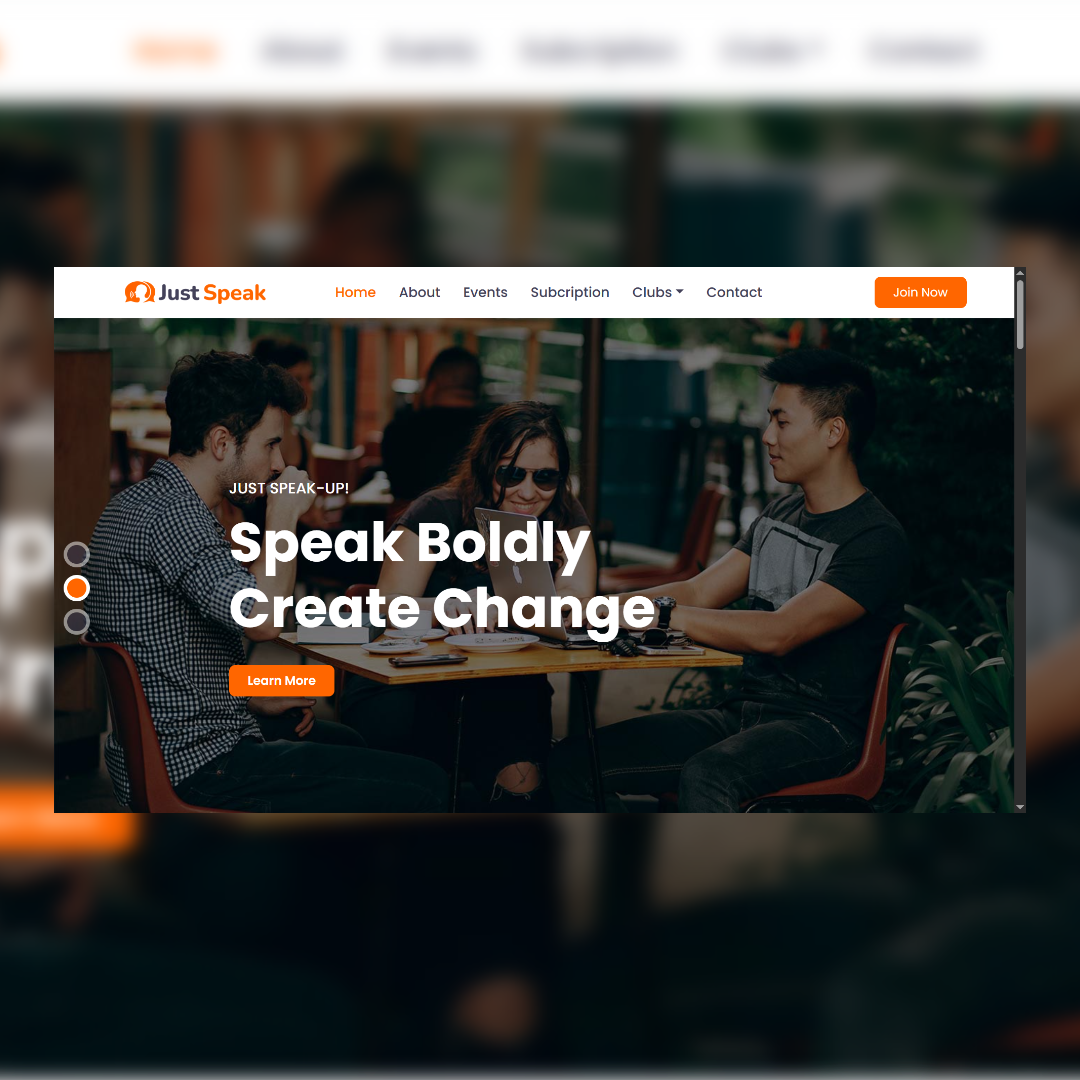 Just Speak
Home About Events Subcription Clubs Contact
Join Now
JUST SPEAK-UP!
Speak Boldly
Create Change
Learn More